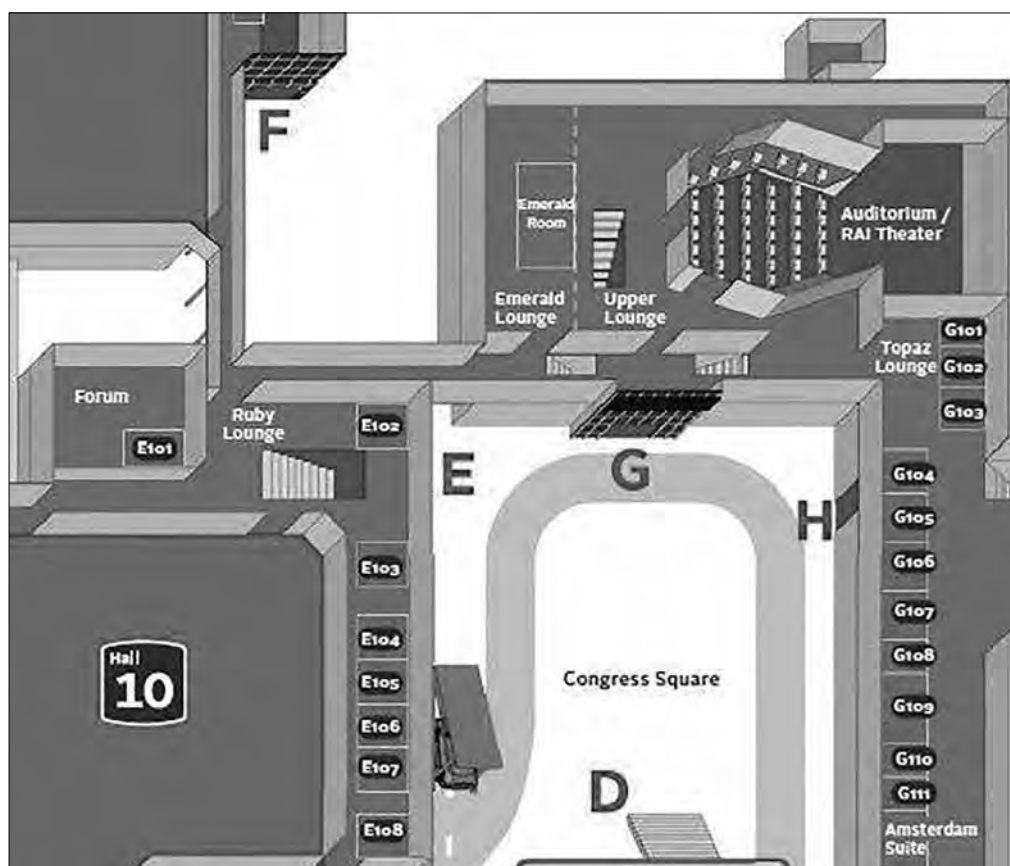 F
Emerald
Room
Auditorium /
RAI Theater
Emerald
Lounge
Upper
Lounge
G101
Topaz
Lounge
G102
G103
Forum
E101
Ruby
Lounge
E102
E
G
H
G104
G105
G106
G107
G108
G109
G110
G111
E103
E104
E105
E106
E107
E108
Hall
10
Congress Square
D
Amsterdam
Suite